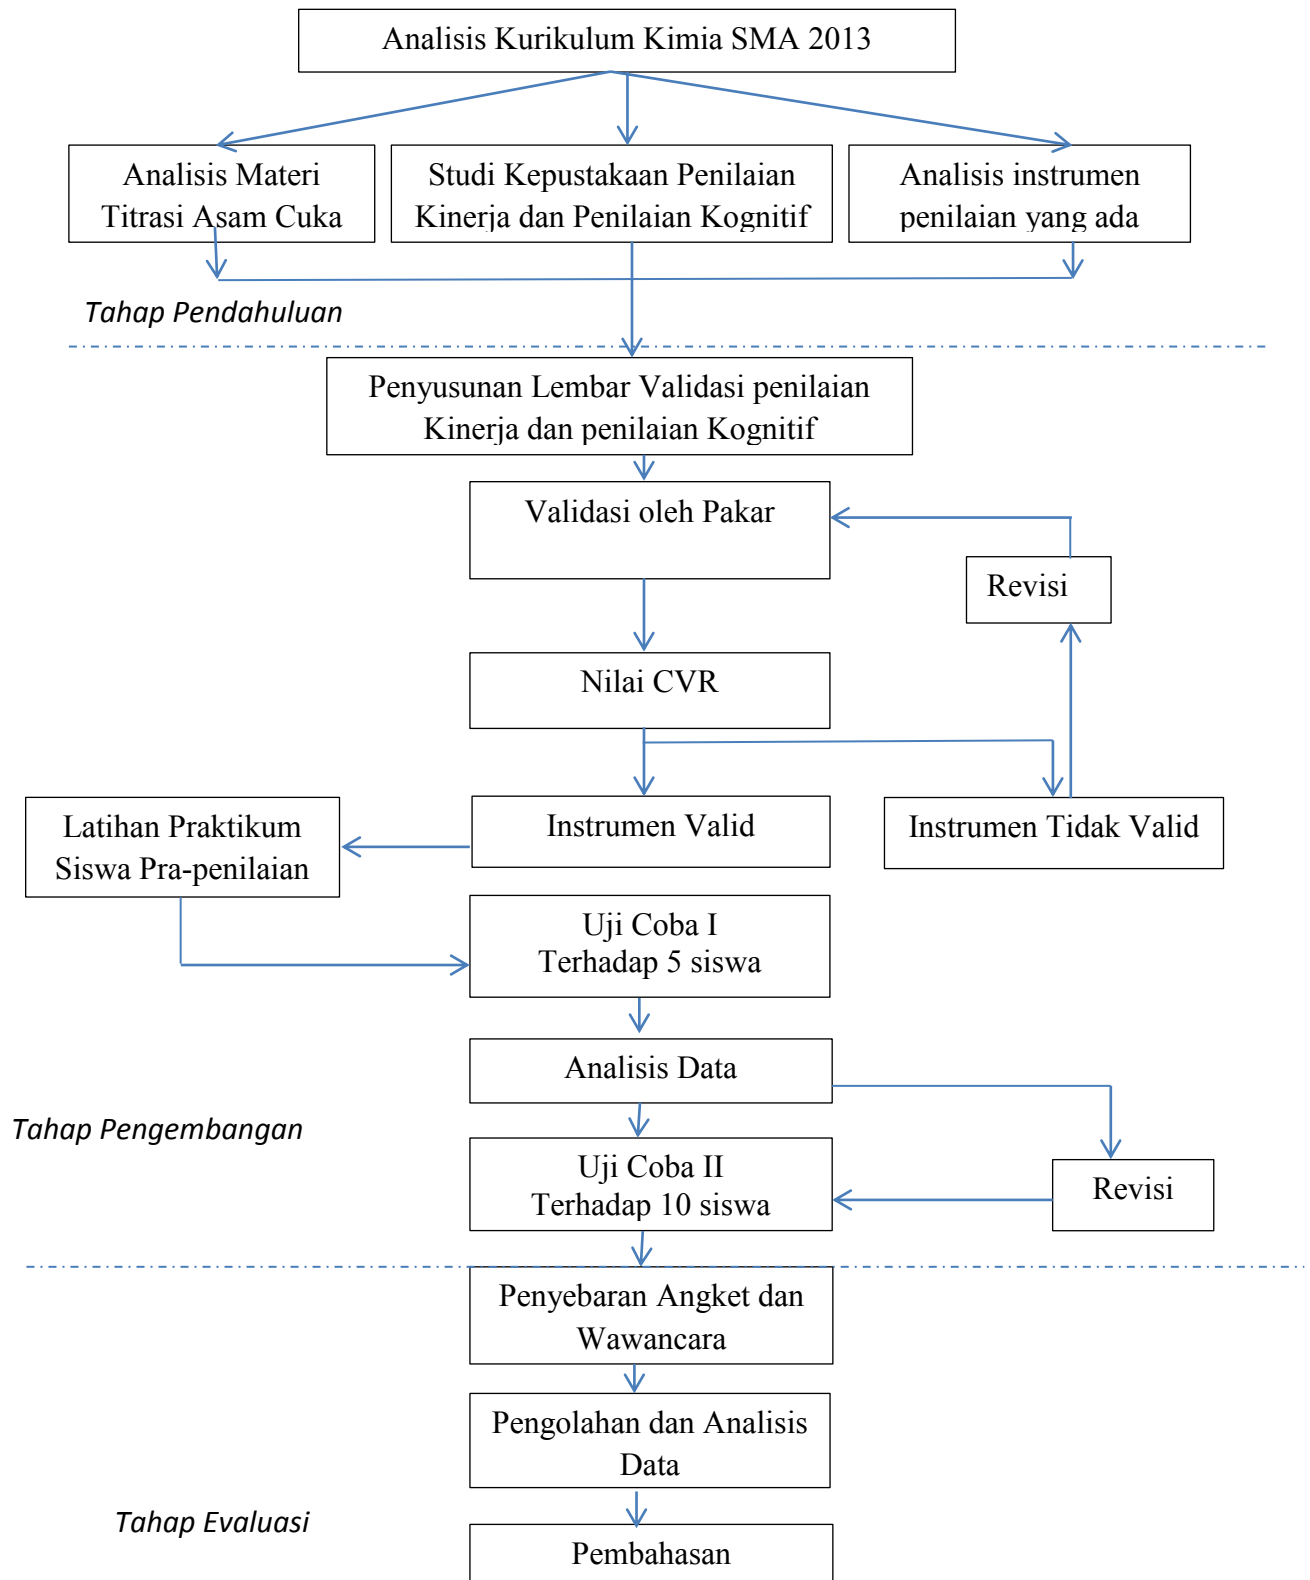 Analisis Kurikulum Kimia SMA 2013
Analisis Materi
Titrasi Asam Cuka
Studi Kepustakaan Penilaian
Kinerja dan Penilaian Kognitif
Analisis instrumen
penilaian yang ada
Tahap Pendahuluan
Penyusunan Lembar Validasi penilaian
Kinerja dan penilaian Kognitif
Validasi oleh Pakar
Revisi
Nilai CVR
Latihan Praktikum
Siswa Pra-penilaian
Instrumen Valid
Instrumen Tidak Valid
Uji Coba I
Terhadap 5 siswa
Analisis Data
Tahap Pengembangan
Uji Coba II
Terhadap 10 siswa
Revisi
Penyebaran Angket dan
Wawancara
Pengolahan dan Analisis
Data
Tahap Evaluasi
Pembahasan